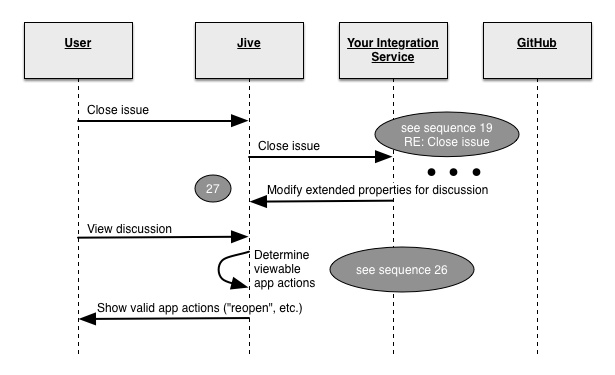 User
Jive
Your Integration
Service
GitHub
Close issue
see sequence 19
RE: Close issue
Close issue
27
Modify extended properties for discussion
View discussion
Determine
viewable
app actions
see sequence 26
Show valid app actions ("reopen", etc.)